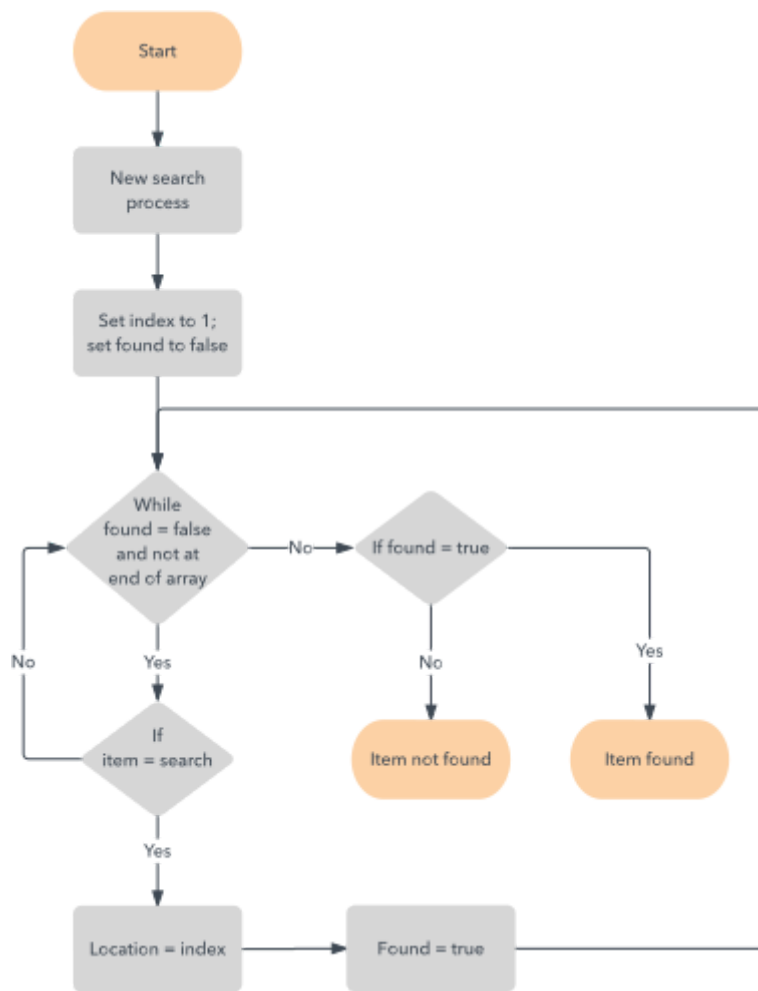 Start
New search
process
Set index to 1;
set found to false
While
found = false
and not at
end of array
No
If found = true
No
Yes
No
Yes
If
item = search
Item not found
Item found
Yes
Location = index
Found = true